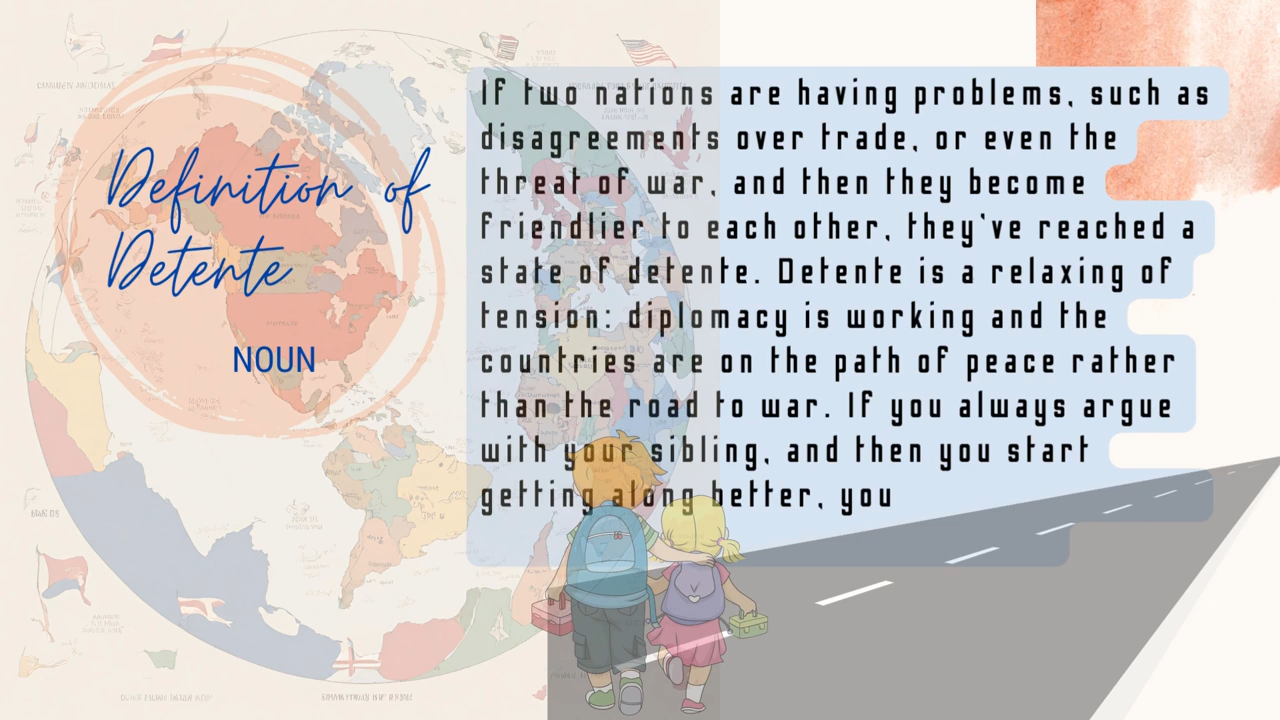 Definition of
Detente
NOUN
If two nations are having problems, such as
disagreements over trade, or even the
threat of war, and then they become
friendlier to each other, they've reached a
state of detente. Detente is a relaxing of
tension: diplomacy is working and the
countries are on the path of peace rather
than the road to war. If you always argue
with your sibling, and then you start
getting along better, you